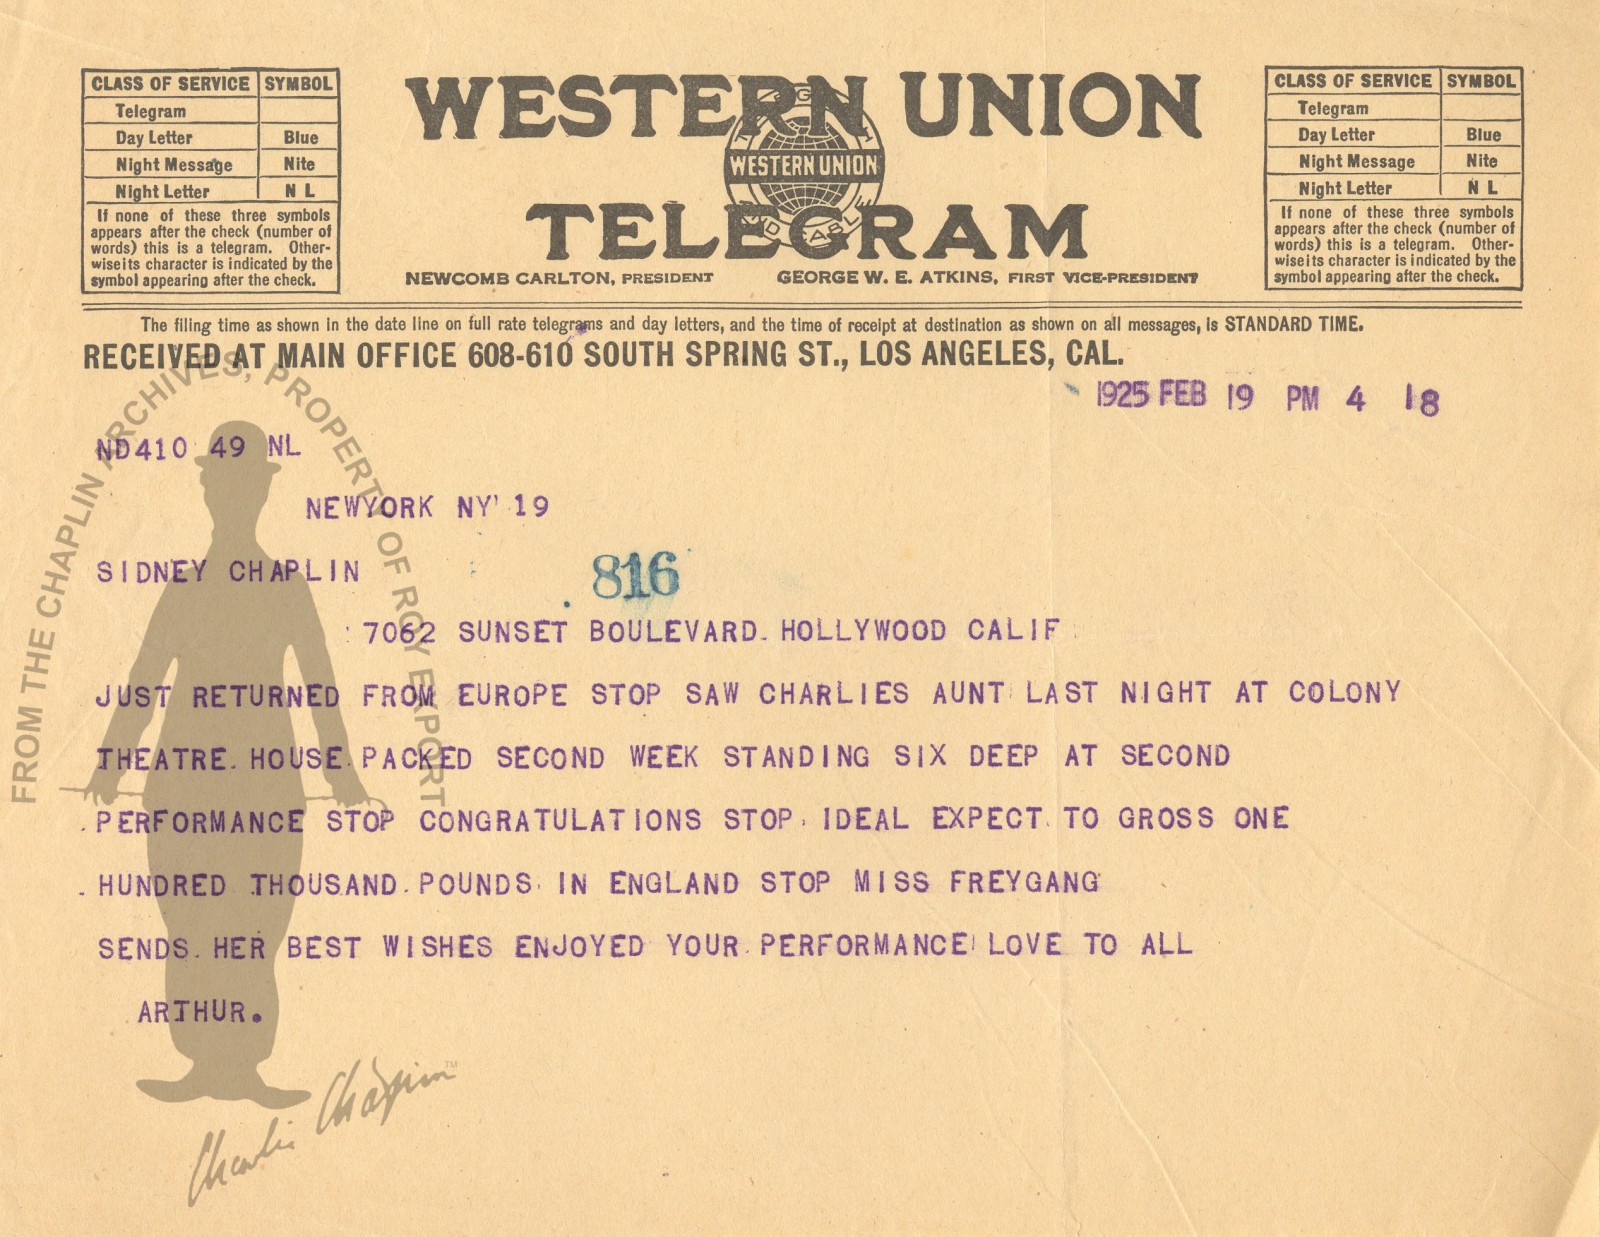 CLASS OF SERVICE SYMBOL
Telegram
Day Letter Blue
Night Message Nite
Night Letter N L
If none of these three symbols
appears after the check (number of
words) this is a telegram. Other-
wiseits character is indicated by the
symbol appearing after the check.
WESTERN UNION
WESTERN UNION
TELEGRAM
NEWCOMB CARLTON, PRESIDENT GEORGE W. E. ATKINS, FIRST VICE-PRESIDENT
CLASS OF SERVICE SYMBOL
Telegram
Day Letter Blue
Night Message Nite
Night Letter N L
If none of these three symbols
appears after the check (number of
words) this is a telegram. Other-
wiseits character is indicated by the
symbol appearing after the check.
The filing time as shown in the date line on full rate telegrams and day letters, and the time of receipt at destination as shown on all messages, is STANDARD TIME.
RECEIVED AT MAIN OFFICE 608-610 SOUTH SPRING ST., LOS ANGELES, CAL.
1925 FEB 19 PM 4 18
ND410 49 NL
NEWYORK NY 19
SIDNEY CHAPLIN 816
7062 SUNSET BOULEVARD HOLLYWOOD CALIF
JUST RETURNED FROM EUROPE STOP SAW CHARLIES AUNT LAST NIGHT AT COLONY
THEATRE HOUSE PACKED SECOND WEEK STANDING SIX DEEP AT SECOND
PERFORMANCE STOP CONGRATULATIONS STOP IDEAL EXPECT TO GROSS ONE
HUNDRED THOUSAND POUNDS IN ENGLAND STOP MISS FREYGANG
SENDS HER BEST WISHES ENJOYED YOUR PERFORMANCE LOVE TO ALL
ARTHUR.
FROM THE CHAPLIN ARCHIVES, PROPERTY OF ROY EXPORT
Charlie Chaplin™